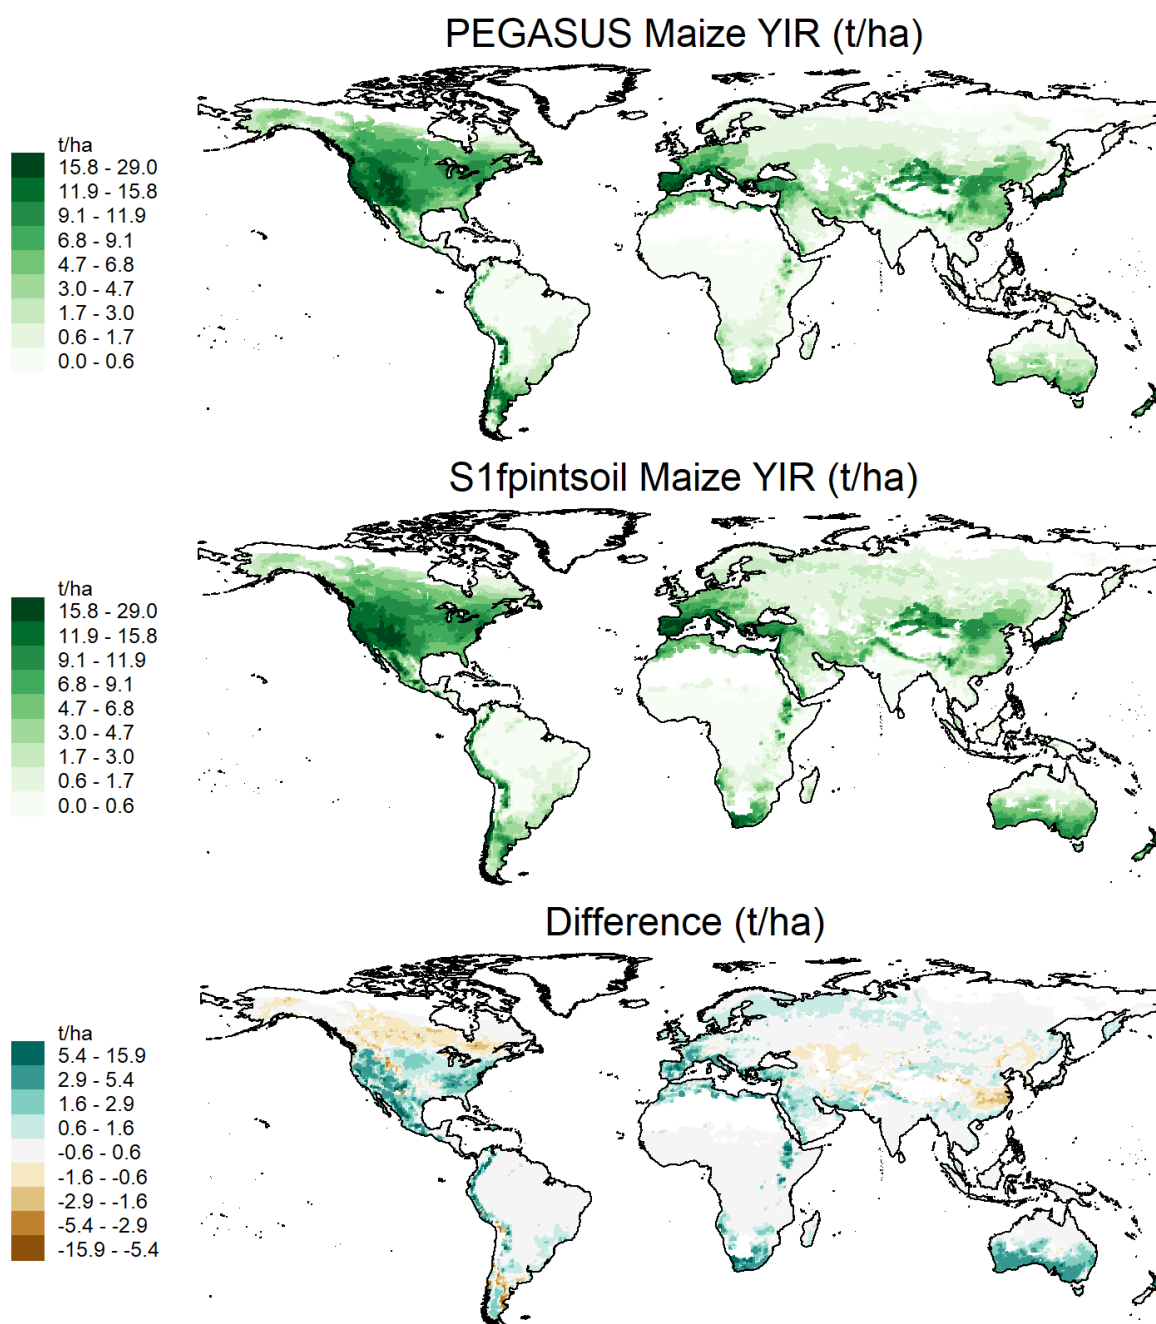 PEGASUS Maize YIR (t/ha)
t/ha
15.8 - 29.0
11.9 - 15.8
9.1 - 11.9
6.8 - 9.1
4.7 - 6.8
3.0 - 4.7
1.7 - 3.0
0.6 - 1.7
0.0 - 0.6
S1fpintsoil Maize YIR (t/ha)
t/ha
15.8 - 29.0
11.9 - 15.8
9.1 - 11.9
6.8 - 9.1
4.7 - 6.8
3.0 - 4.7
1.7 - 3.0
0.6 - 1.7
0.0 - 0.6
Difference (t/ha)
t/ha
5.4 - 15.9
2.9 - 5.4
1.6 - 2.9
0.6 - 1.6
-0.6 - 0.6
-1.6 - -0.6
-2.9 - -1.6
-5.4 - -2.9
-15.9 - -5.4